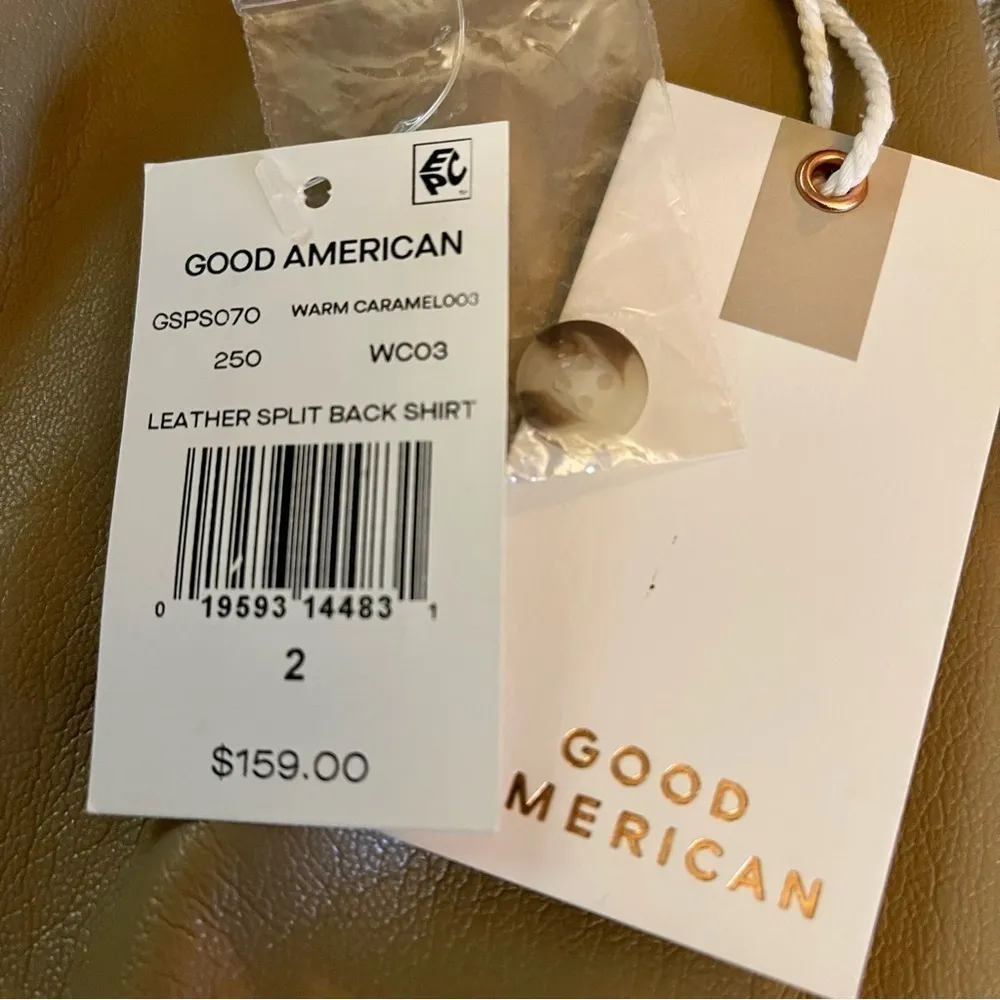 EPC
GOOD AMERICAN
GSPS070 WARM CARAMEL003
250 WC03
LEATHER SPLIT BACK SHIRT
0 19593 14483 1
2
$159.00
GOOD
MERICAN